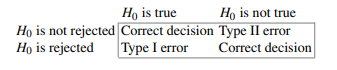 H₀ is true H₀ is not true
H₀ is not rejected Correct decision Type II error
H₀ is rejected Type I error Correct decision